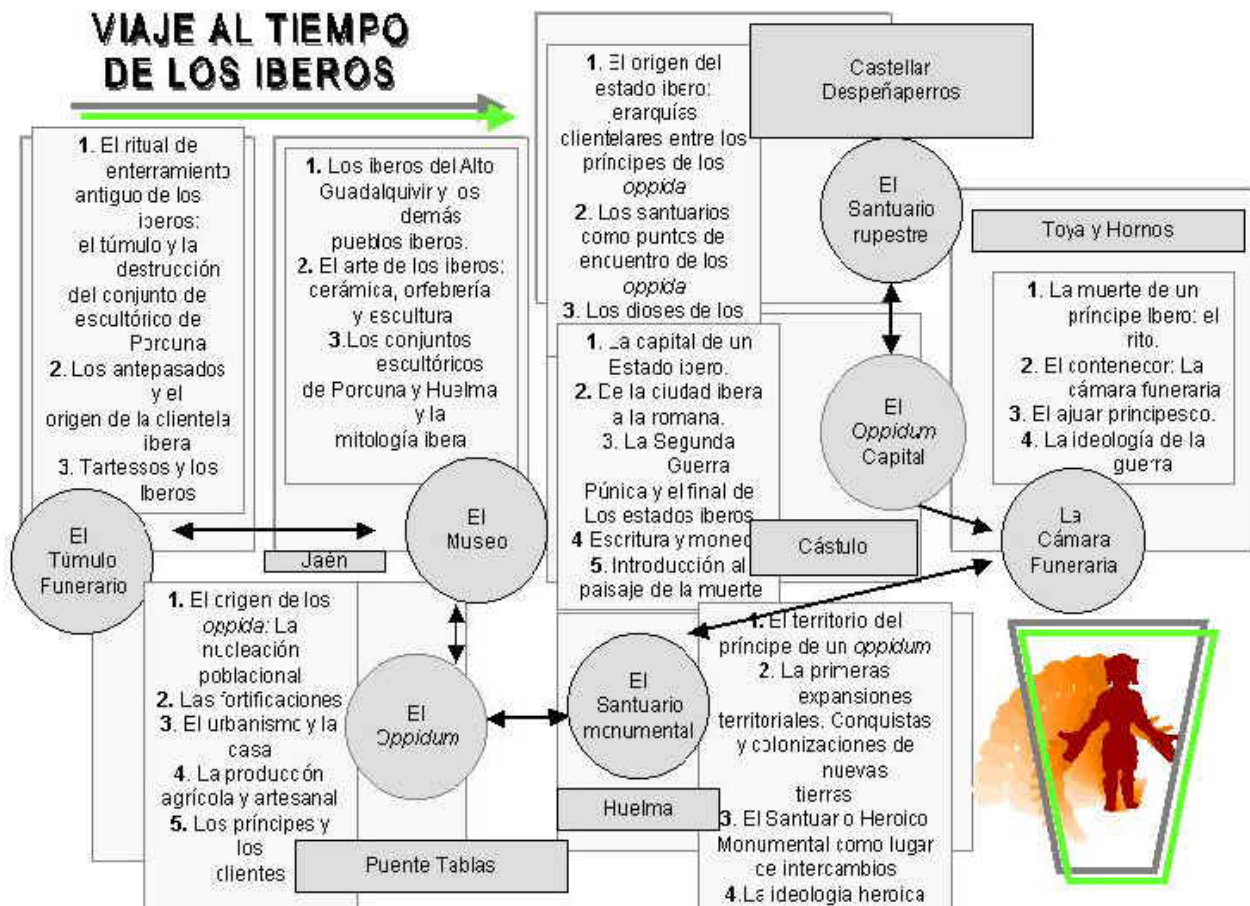 VIAJE AL TIEMPO
DE LOS IBEROS
1. El ritual de
enterramiento
antiguo de los
iberos:
el túmulo y la
destrucción
del conjunto de
escultórico de
Porcuna
2. Los antepasados
y el
origen de la clientela
ibera
3. Tartessos y los
Iberos
El
Túmulo
Funerario
1. Los iberos del Alto
Guadalquivir y los
demás
pueblos iberos.
2. El arte de los iberos:
cerámica, orfebrería
y escultura
3.Los conjuntos
escultóricos
de Porcuna y Huelma
y la
mitología ibera
El
Museo
Jaén
1. El origen del
estado ibero:
erarquías
clientelares entre los
príncipes de los
oppida
2. Los santuarios
como puntos de
encuentro de los
oppida
3. Los dioses de los
Castellar
Despeñaperros
El
Santuario
rupestre
1. La capital de un
Estado ibero.
2. De la ciudad ibera
a la romana.
3. La Segunda
Guerra
Púnica y el final de
Los estados iberos
4 Escritura y moned
5. Introducción al
paisaje de la muerte
El
Oppidum
Capital
Cástulo
Toya y Hornos
1. La muerte de un
príncipe Ibero: el
rito.
2. El contenecor: La
cámara funeraria
3. El ajuar principesco.
4. La ideología de la
guerra
La
Cámara
Funeraria
1. El origen de los
oppida: La
nucleación
poblacional
2. Las fortificaciones
3. El urbanismo y la
casa
4. La producción
agrícola y artesanal
5. Los príncipes y
los
clientes
El
Oppidum
Puente Tablas
El
Santuario
monumental
Huelma
1. El territorio del
príncipe de un oppidum
2. La primeras
expansiones
territoriales. Conquistas
y colonizaciones de
nuevas
tierras
3. El Santuar o Heroico
Monumental como lugar
de intercambios
4.La ideologia heroica